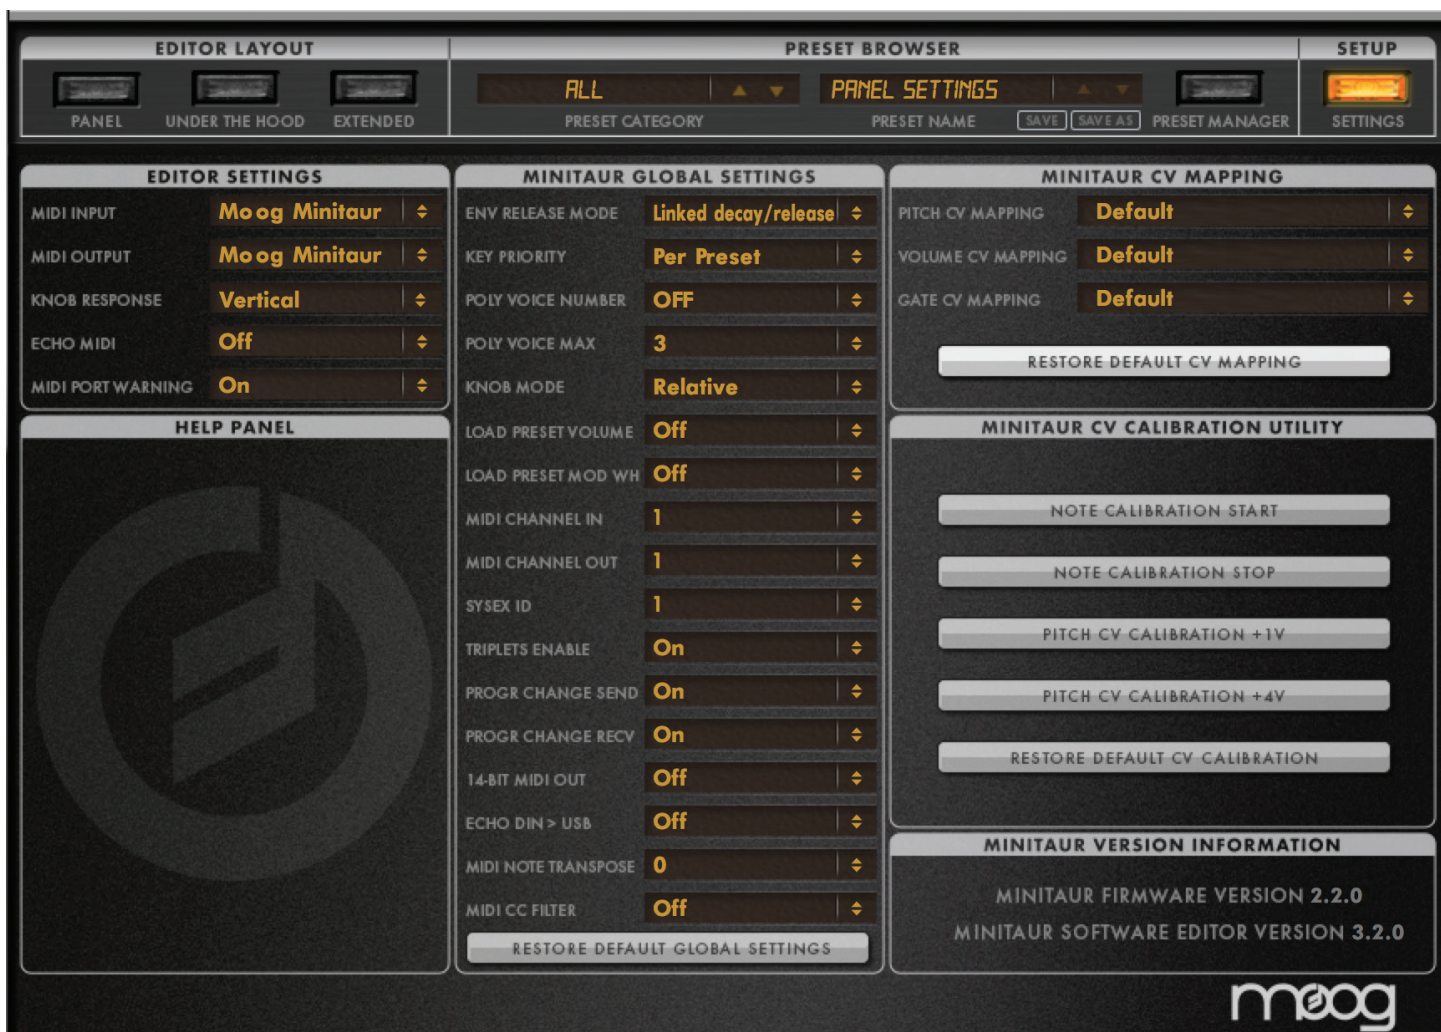 EDITOR LAYOUT
PANEL
UNDER THE HOOD
EXTENDED
PRESET BROWSER
ALL
PRESET CATEGORY
PANEL SETTINGS
PRESET NAME
SAVE
SAVE AS
PRESET MANAGER
SETUP
SETTINGS
EDITOR SETTINGS
MIDI INPUT Moog Minitaur
MIDI OUTPUT Moog Minitaur
KNOB RESPONSE Vertical
ECHO MIDI Off
MIDI PORT WARNING On
HELP PANEL
MINITAUR GLOBAL SETTINGS
ENV RELEASE MODE Linked decay/release
KEY PRIORITY Per Preset
POLY VOICE NUMBER OFF
POLY VOICE MAX 3
KNOB MODE Relative
LOAD PRESET VOLUME Off
LOAD PRESET MOD WH Off
MIDI CHANNEL IN 1
MIDI CHANNEL OUT 1
SYSEX ID 1
TRIPLETS ENABLE On
PROGR CHANGE SEND On
PROGR CHANGE RECV On
14-BIT MIDI OUT Off
ECHO DIN > USB Off
MIDI NOTE TRANSPOSE 0
MIDI CC FILTER Off
RESTORE DEFAULT GLOBAL SETTINGS
MINITAUR CV MAPPING
PITCH CV MAPPING Default
VOLUME CV MAPPING Default
GATE CV MAPPING Default
RESTORE DEFAULT CV MAPPING
MINITAUR CV CALIBRATION UTILITY
NOTE CALIBRATION START
NOTE CALIBRATION STOP
PITCH CV CALIBRATION +1V
PITCH CV CALIBRATION +4V
RESTORE DEFAULT CV CALIBRATION
MINITAUR VERSION INFORMATION
MINITAUR FIRMWARE VERSION 2.2.0
MINITAUR SOFTWARE EDITOR VERSION 3.2.0
moog